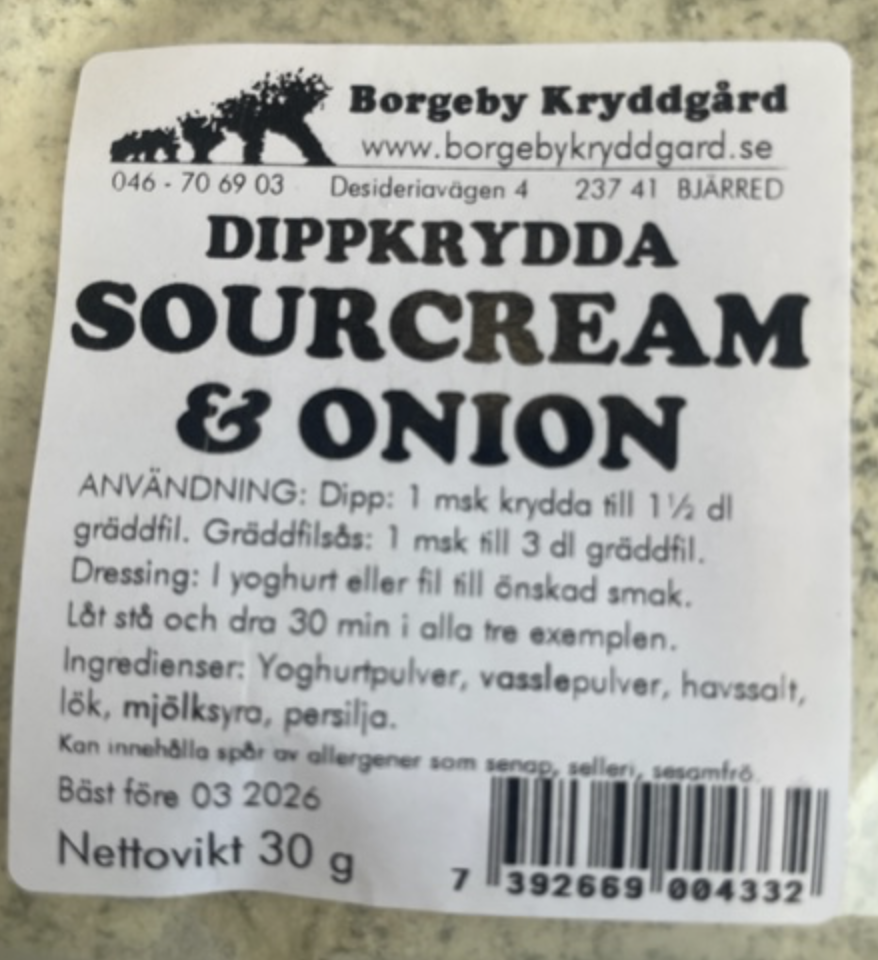 Borgeby Kryddgård
www.borgebykryddgard.se
046 - 70 69 03 Desideriavägen 4 237 41 BJÄRRED
DIPPKRYDDA
SOURCREAM
& ONION
ANVÄNDNING: Dipp: 1 msk krydda till 1½ dl
gräddfil. Gräddfilsås: 1 msk till 3 dl gräddfil.
Dressing: I yoghurt eller fil till önskad smak.
Låt stå och dra 30 min i alla tre exemplen.
Ingredienser: Yoghurtpulver, vasslepulver, havssalt,
lök, mjölksyra, persilja.
Kan innehålla spår av allergener som senap, selleri, sesamfrö.
Bäst före 03 2026
Nettovikt 30 g
7 392669 004332